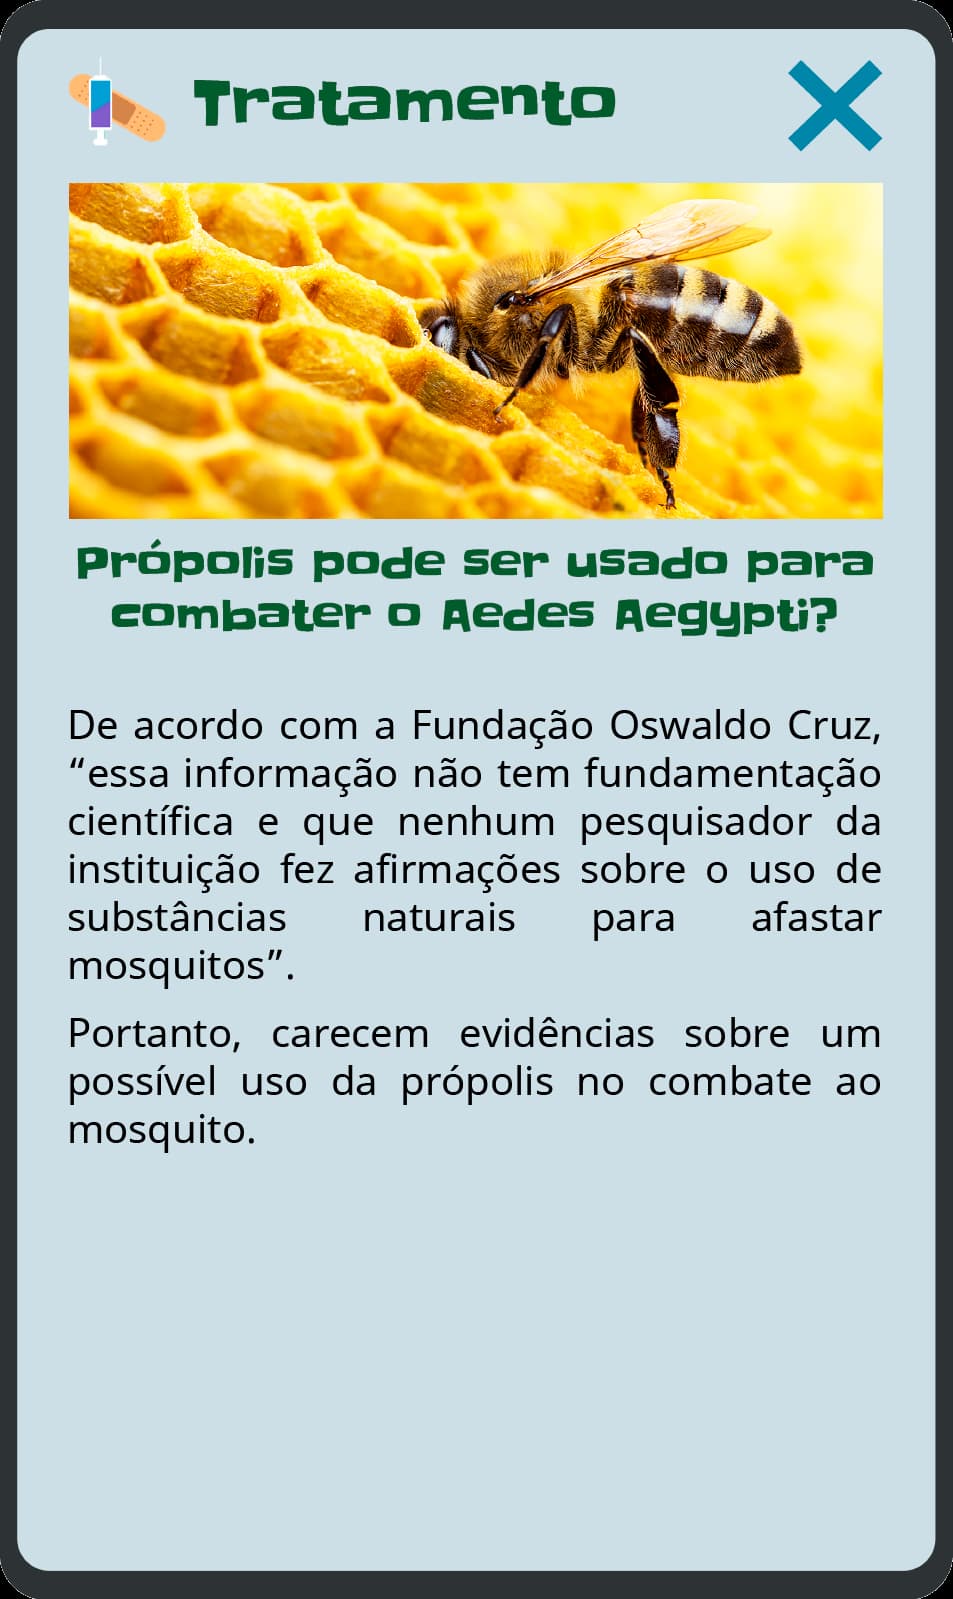 Tratamento
Própolis pode ser usado para
combater o Aedes Aegypti?
De acordo com a Fundação Oswaldo Cruz,
“essa informação não tem fundamentação
científica e que nenhum pesquisador da
instituição fez afirmações sobre o uso de
substâncias naturais para afastar
mosquitos”.
Portanto, carecem evidências sobre um
possível uso da própolis no combate ao
mosquito.